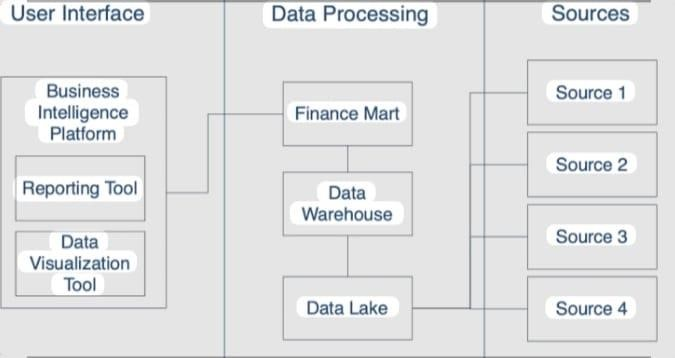 User Interface
Data Processing
Sources
Business
Intelligence
Platform
Reporting Tool
Data
Visualization
Tool
Finance Mart
Data
Warehouse
Data Lake
Source 1
Source 2
Source 3
Source 4